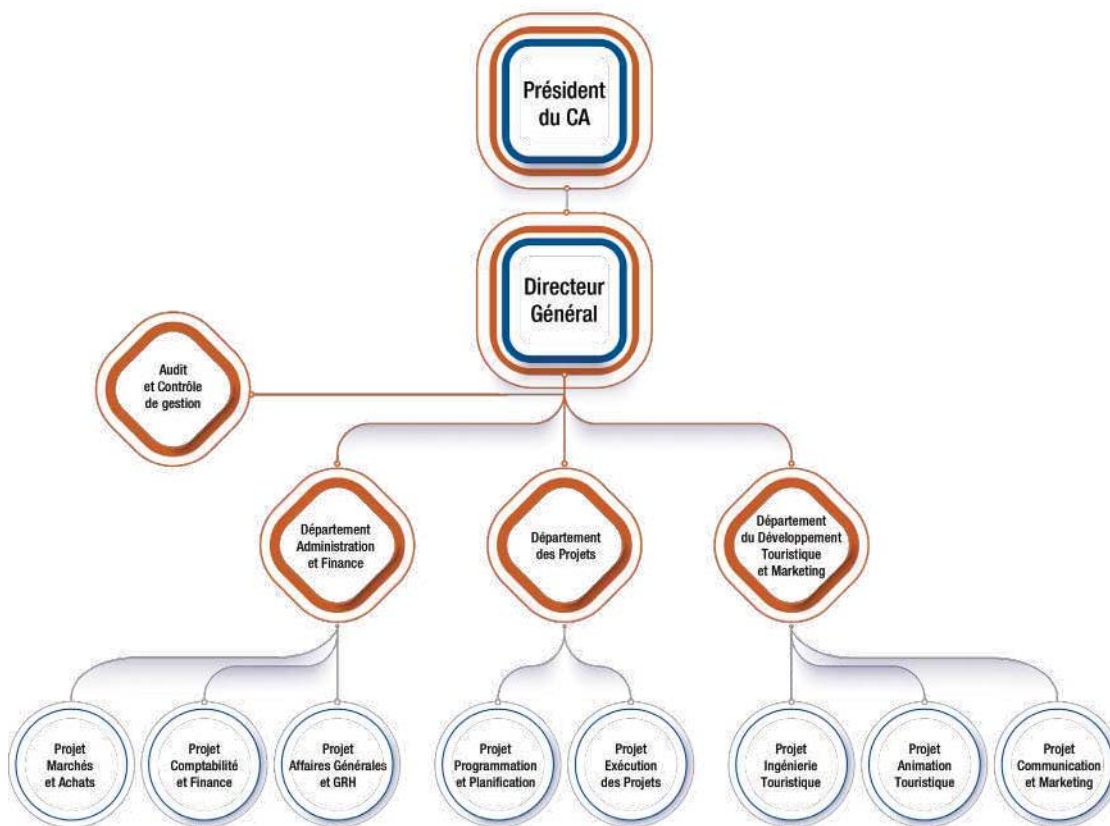 Président
du CA
Directeur
Général
Audit
et Contrôle
de gestion
Département
Administration
et Finance
Département
des Projets
Département
du Développement
Touristique
et Marketing
Projet
Marchés
et Achats
Projet
Comptabilité
et Finance
Projet
Affaires Générales
et GRH
Projet
Programmation
et Planification
Projet
Exécution
des Projets
Projet
Ingénierie
Touristique
Projet
Animation
Touristique
Projet
Communication
et Marketing